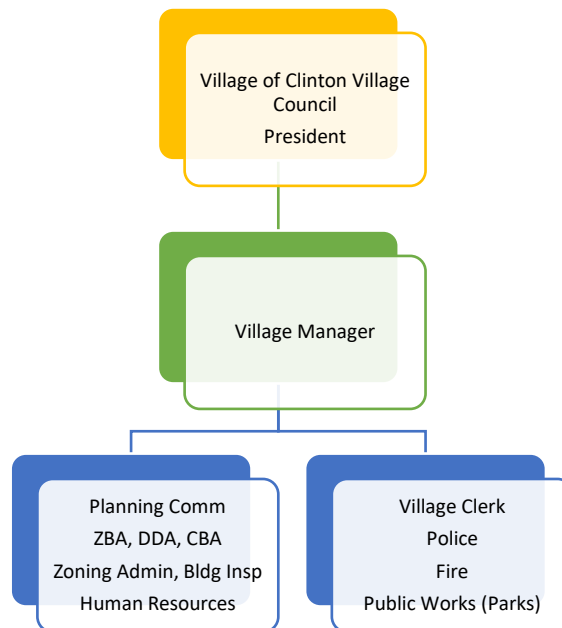 Village of Clinton Village
Council
President
Village Manager
Planning Comm
ZBA, DDA, CBA
Zoning Admin, Bldg Insp
Human Resources
Village Clerk
Police
Fire
Public Works (Parks)